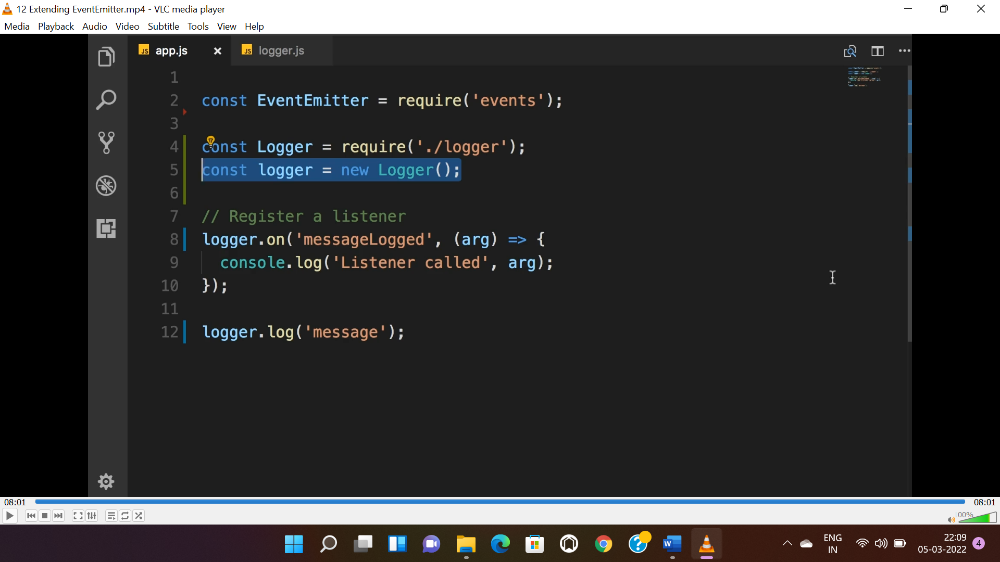 12 Extending EventEmitter.mp4 - VLC media player
Media Playback Audio Video Subtitle Tools View Help
JS app.js JS logger.js
1
2 const EventEmitter = require('events');
3
4 const Logger = require('./logger');
5 const logger = new Logger();
6
7 // Register a listener
8 logger.on('messageLogged', (arg) => {
9 console.log('Listener called', arg);
10 });
11
12 logger.log('message');
08:01 08:01
100%
W
ENG
IN
22:09
05-03-2022
4